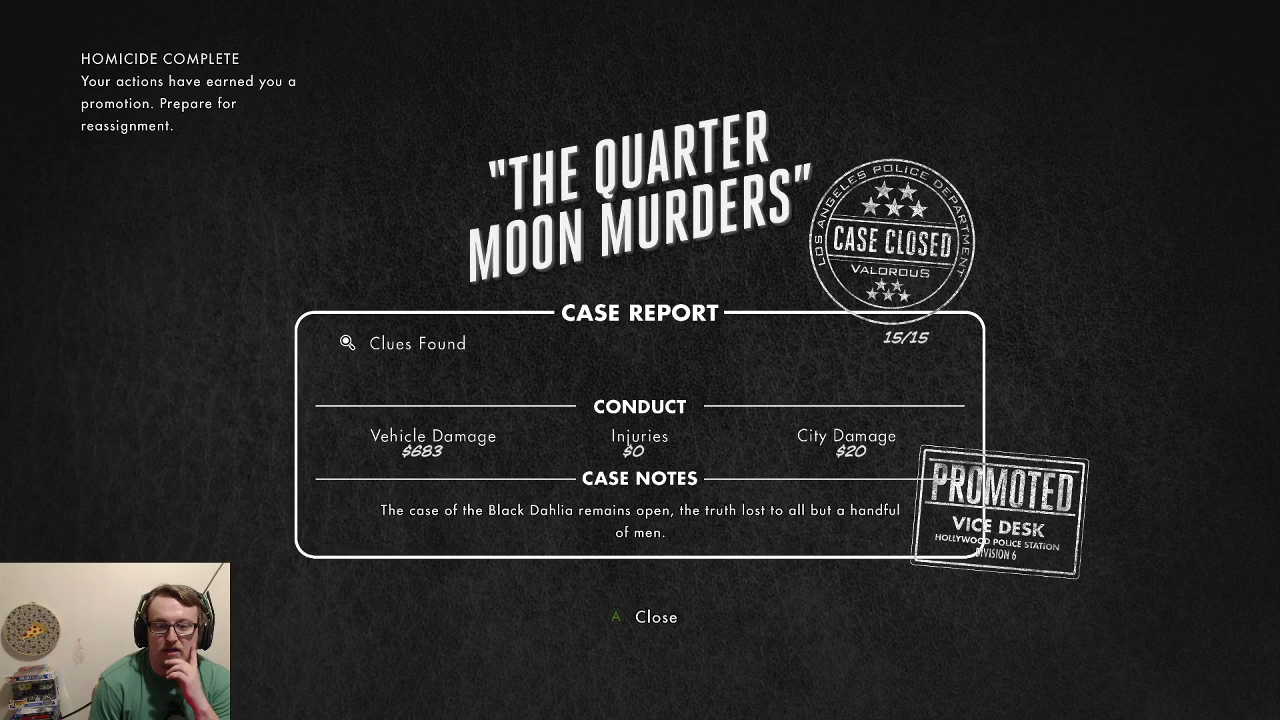 HOMICIDE COMPLETE
Your actions have earned you a
promotion. Prepare for
reassignment.
"THE QUARTER
MOON MURDERS"
LOS ANGELES POLICE DEPARTMENT
CASE CLOSED
VALOROUS
CASE REPORT
Clues Found 15/15
CONDUCT
Vehicle Damage Injuries City Damage
$683 $0 $20
CASE NOTES
The case of the Black Dahlia remains open, the truth lost to all but a handful
of men.
PROMOTED
VICE DESK
HOLLYWOOD POLICE STATION
DIVISION 6
A Close